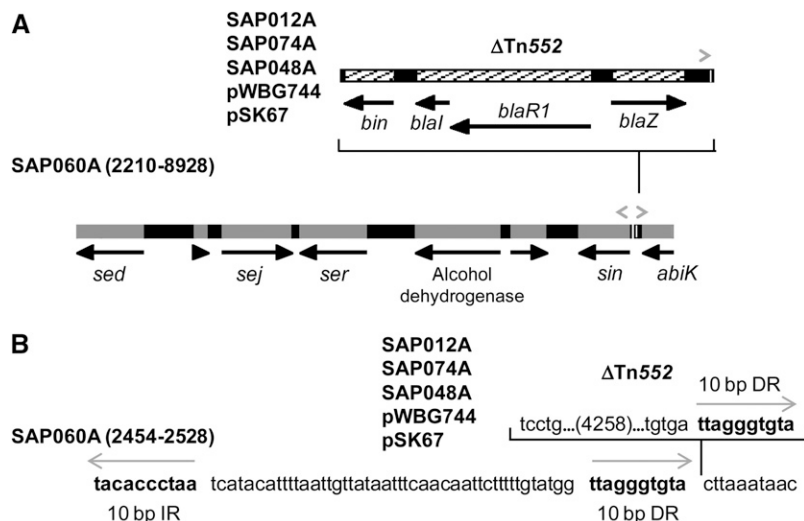 A
SAP012A
SAP074A
SAP048A
pWBG744
pSK67
ΔTn552
bin blaI blaR1 blaZ
SAP060A (2210-8928)
sed sej ser Alcohol dehydrogenase sin abiK
B
SAP012A
SAP074A
SAP048A
pWBG744
pSK67
ΔTn552
10 bp DR
tcctg...(4258)...tgtga ttagggtgta
SAP060A (2454-2528)
tacaccctaa tcatacattttaattgttataatttcaacaattctttttgtatgg ttagggtgta cttaaataac
10 bp IR 10 bp DR